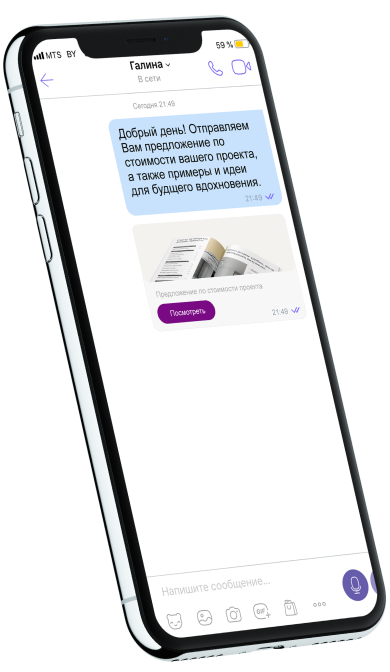 MTS BY 59 %
Галина
В сети
Сегодня 21:49
Добрый день! Отправляем
Вам предложение по
стоимости вашего проекта,
а также примеры и идеи
для будщего вдохновения.
21:49
Предложение по стоимости проекта
Посмотреть
21:49
Напишите сообщение...
GIF